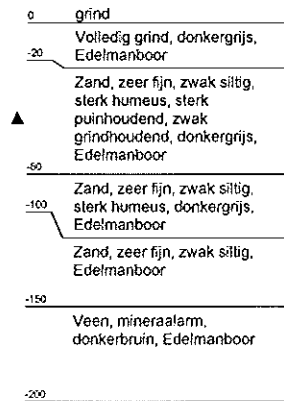 0 grind
Volledig grind, donkergrijs,
-20 Edelmanboor
Zand, zeer fijn, zwak siltig,
sterk humeus, sterk
puinhoudend, zwak
grindhoudend, donkergrijs,
Edelmanboor
-80
Zand, zeer fijn, zwak siltig,
-100 sterk humeus, donkergrijs,
Edelmanboor
Zand, zeer fijn, zwak siltig,
Edelmanboor
-150
Veen, mineraalarm,
donkerbruin, Edelmanboor
-200